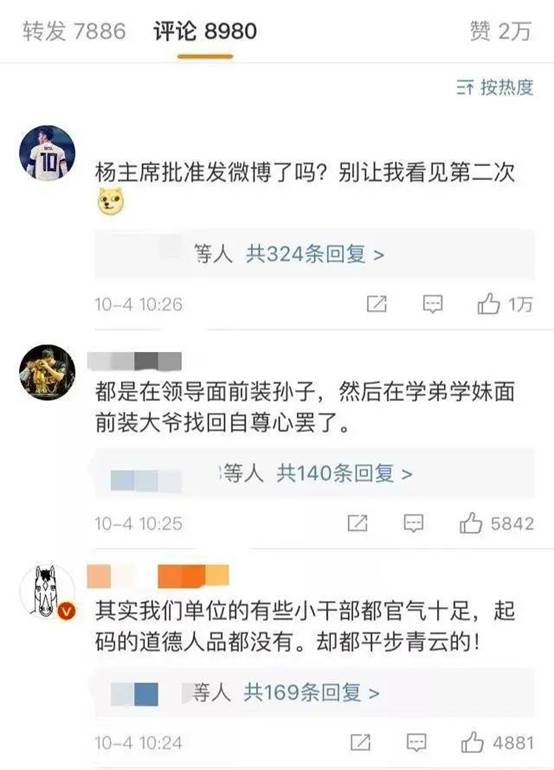 转发 7886 评论 8980 赞 2万
按热度
10
杨主席批准发微博了吗？别让我看见第二次
等人 共324条回复 >
10-4 10:26 1万
都是在领导面前装孙子，然后在学弟学妹面
前装大爷找回自尊心罢了。
等人 共140条回复 >
10-4 10:25 5842
其实我们单位的有些小干部都官气十足，起
码的道德人品都没有。却都平步青云的！
等人 共169条回复 >
10-4 10:24 4881